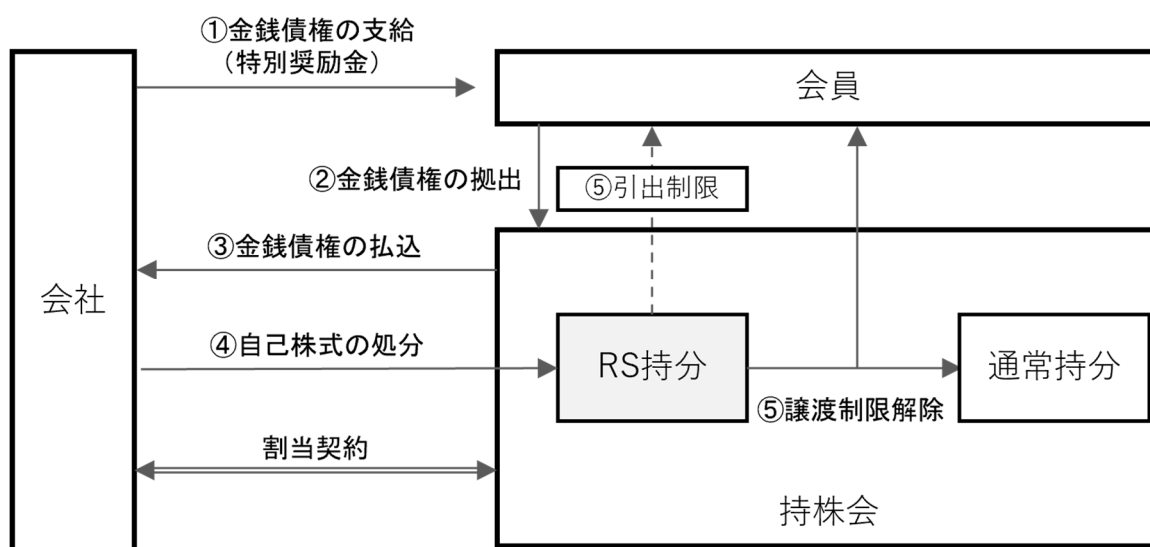 ①金銭債権の支給
（特別奨励金）
会員
②金銭債権の拠出
⑤引出制限
③金銭債権の払込
会社
④自己株式の処分
RS持分
通常持分
⑤譲渡制限解除
割当契約
持株会